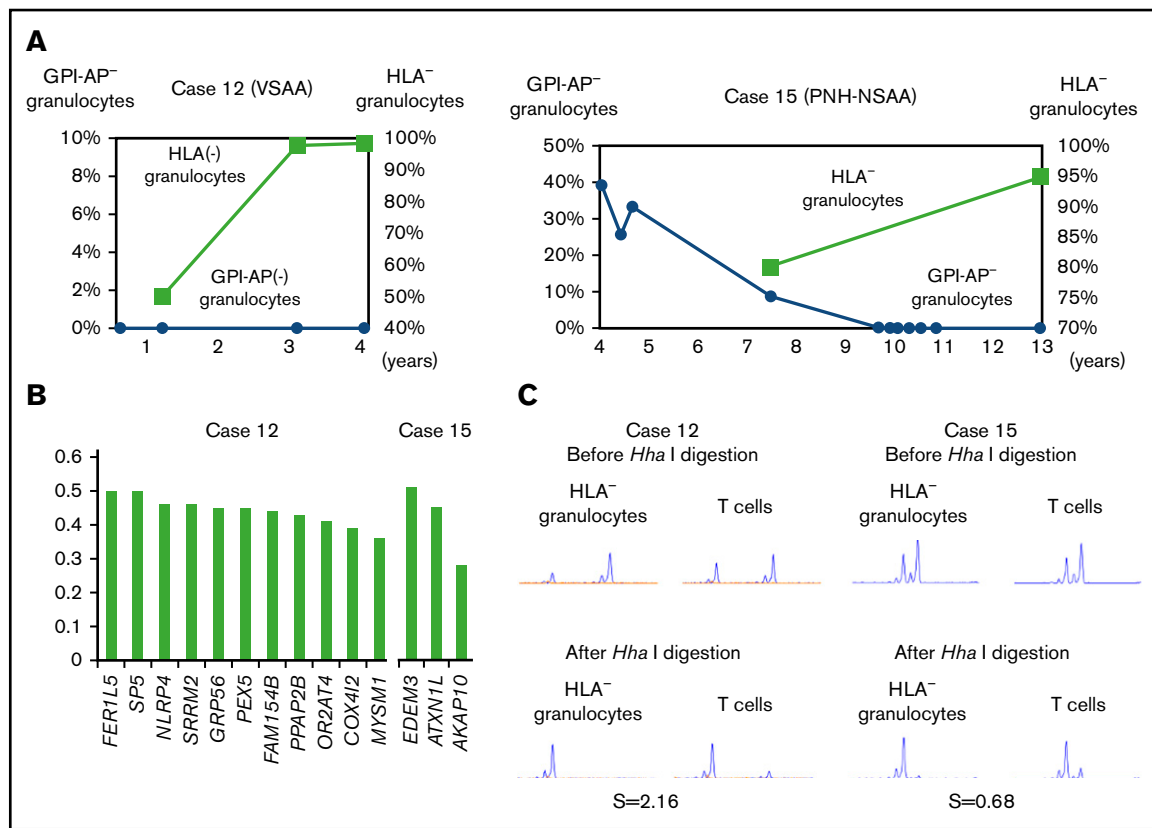 A
GPI-AP⁻
granulocytes
Case 12 (VSAA)
HLA⁻
granulocytes
10%
8%
6%
4%
2%
0%
HLA(-)
granulocytes
GPI-AP(-)
granulocytes
100%
90%
80%
70%
60%
50%
40%
1 2 3 4
(years)
GPI-AP⁻
granulocytes
Case 15 (PNH-NSAA)
HLA⁻
granulocytes
50%
40%
30%
20%
10%
0%
HLA⁻
granulocytes
GPI-AP⁻
granulocytes
100%
95%
90%
85%
80%
75%
70%
4 5 6 7 8 9 10 11 12 13
(years)
B
Case 12 Case 15
0.6
0.5
0.4
0.3
0.2
0.1
0
FER1L5
SP5
NLRP4
SRRM2
GRP56
PEX5
FAM154B
PPAP2B
OR2AT4
COX4I2
MYSM1
EDEM3
ATXN1L
AKAP10
C
Case 12
Before Hha I digestion
HLA⁻
granulocytes
T cells
After Hha I digestion
HLA⁻
granulocytes
T cells
S=2.16
Case 15
Before Hha I digestion
HLA⁻
granulocytes
T cells
After Hha I digestion
HLA⁻
granulocytes
T cells
S=0.68